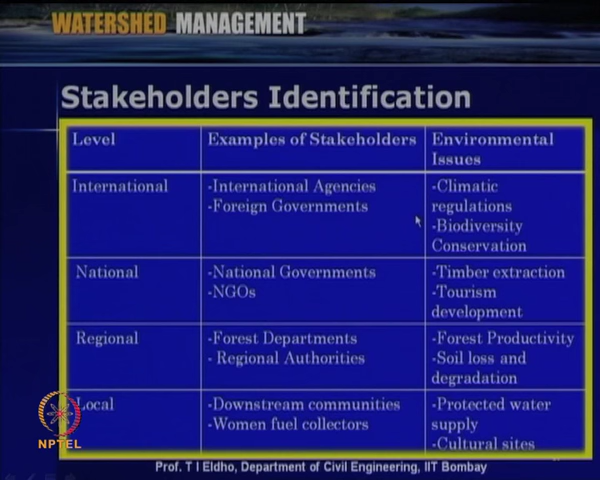 WATERSHED MANAGEMENT
Stakeholders Identification
Level Examples of Stakeholders Environmental
Issues
International -International Agencies -Climatic
-Foreign Governments regulations
-Biodiversity
Conservation
National -National Governments -Timber extraction
-NGOs -Tourism
development
Regional -Forest Departments -Forest Productivity
- Regional Authorities -Soil loss and
degradation
Local -Downstream communities -Protected water
-Women fuel collectors supply
-Cultural sites
NPTEL
Prof. T I Eldho, Department of Civil Engineering, IIT Bombay